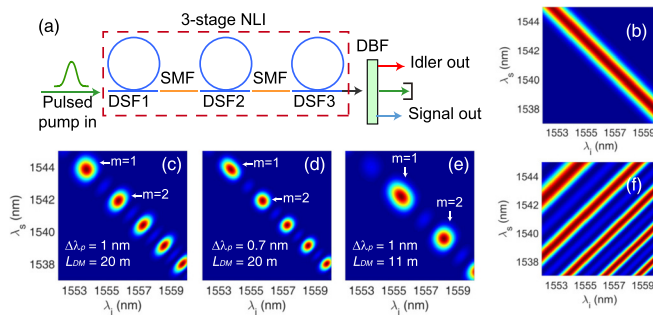 (a)
3-stage NLI
DBF
Idler out
SMF
SMF
Pulsed
pump in
DSF1
DSF2
DSF3
Signal out
(b)
λs (nm)
1544
1540
1538
1553
1555
1557
1559
λi (nm)
(c)
m=1
m=2
Δλp = 1 nm
LDM = 20 m
λs (nm)
1544
1542
1540
1538
1553
1555
1557
1559
λi (nm)
(d)
m=1
m=2
Δλp = 0.7 nm
LDM = 20 m
1553
1555
1557
1559
λi (nm)
(e)
m=1
m=2
Δλp = 1 nm
LDM = 11 m
1553
1555
1557
1559
λi (nm)
(f)
λs (nm)
1544
1540
1538
1553
1555
1557
1559
λi (nm)